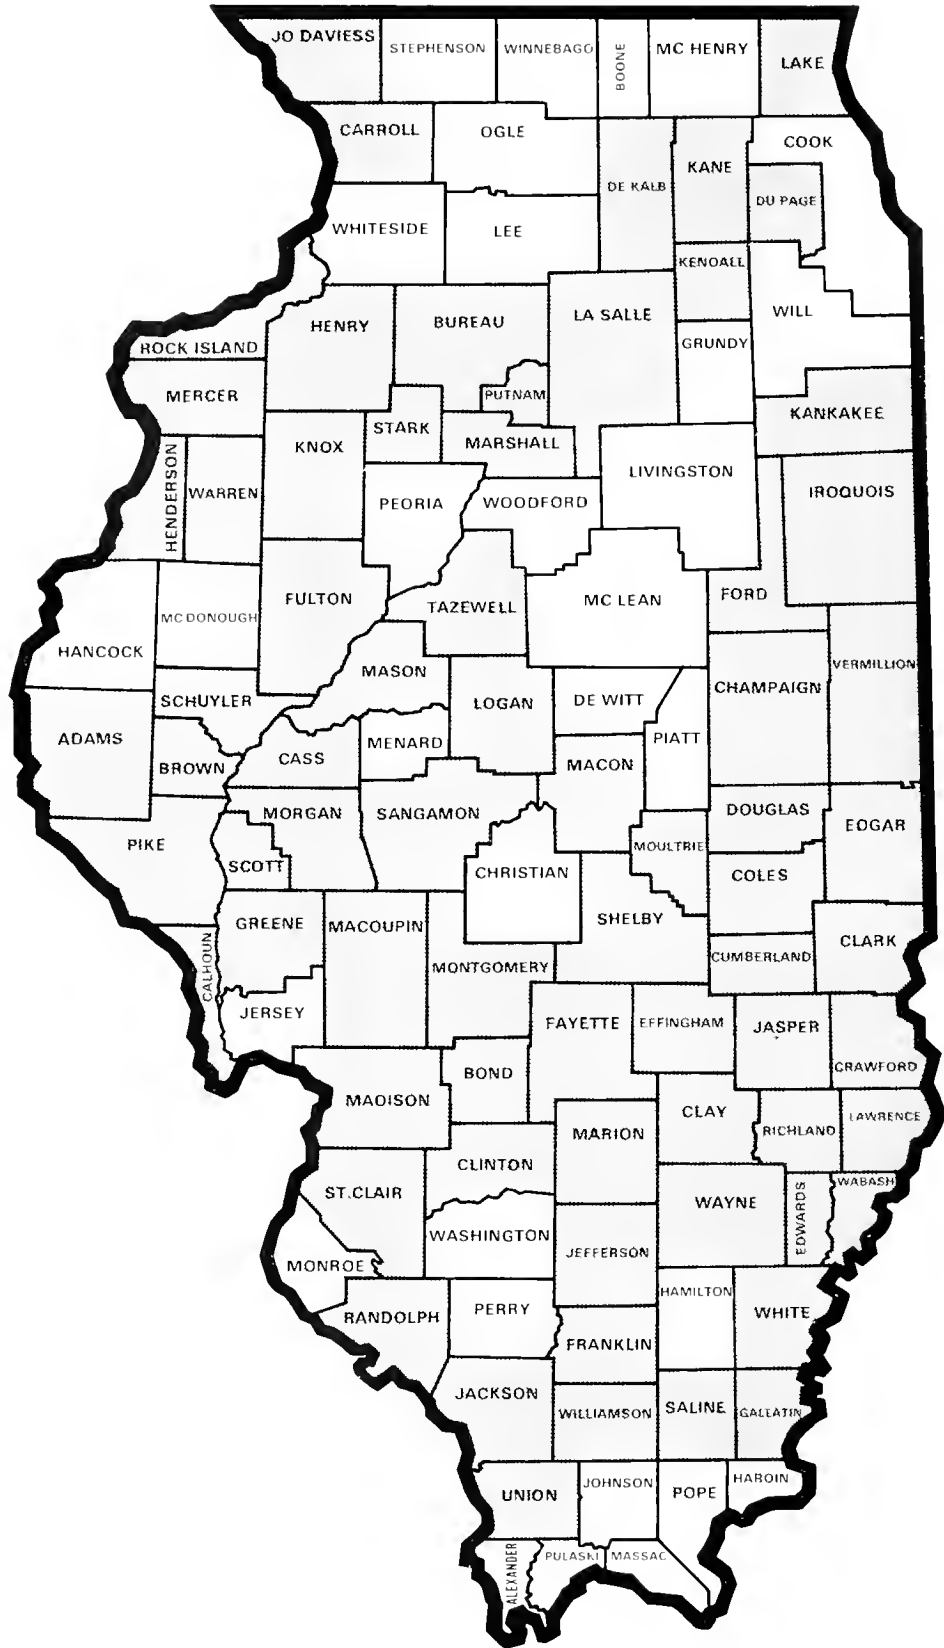 JO DAVIESS
STEPHENSON
WINNEBAGO
BOONE
MC HENRY
LAKE
CARROLL
OGLE
DE KALB
KANE
COOK
DU PAGE
WHITESIDE
LEE
KENOALL
WILL
ROCK ISLAND
HENRY
BUREAU
LA SALLE
GRUNDY
MERCER
PUTNAM
KANKAKEE
STARK
KNOX
MARSHALL
LIVINGSTON
HENDERSON
WARREN
PEORIA
WOODFORD
IROQUOIS
FULTON
TAZEWELL
MC LEAN
FORD
HANCOCK
MC DONOUGH
VERMILLION
MASON
SCHUYLER
LOGAN
DE WITT
CHAMPAIGN
ADAMS
BROWN
CASS
MENARD
MACON
PIATT
PIKE
MORGAN
SANGAMON
DOUGLAS
EDGAR
SCOTT
CHRISTIAN
MOULTRIE
COLES
GREENE
MACOUPIN
SHELBY
CLARK
CALHOUN
MONTGOMERY
CUMBERLAND
JERSEY
FAYETTE
EFFINGHAM
JASPER
CRAWFORD
MAOISON
BOND
CLAY
LAWRENCE
MARION
RICHLAND
CLINTON
ST.CLAIR
WAYNE
EDWARDS
WABASH
WASHINGTON
JEFFERSON
MONROE
HAMILTON
RANDOLPH
PERRY
WHITE
FRANKLIN
JACKSON
WILLIAMSON
SALINE
GALLATIN
UNION
JOHNSON
POPE
HAROIN
ALEXANDER
PULASKI
MASSAC